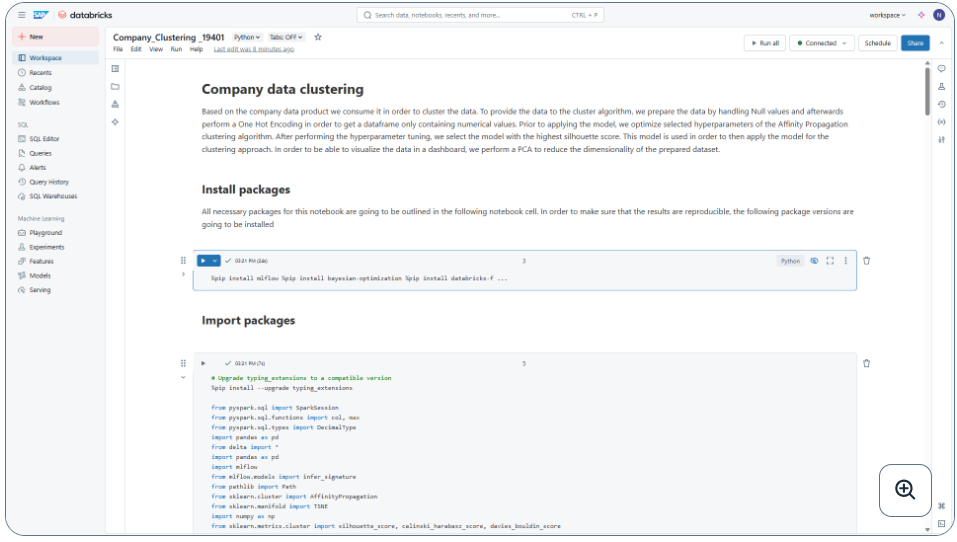 SAP databricks
Search data, notebooks, recents, and more... CTRL + P
workspace
N
New
Workspace
Recents
Catalog
Workflows
SQL
SQL Editor
Queries
Alerts
Query History
SQL Warehouses
Machine Learning
Playground
Experiments
Features
Models
Serving
Company_Clustering _19401 Python Tabs: OFF
File Edit View Run Help Last edit was 8 minutes ago
Run all Connected Schedule Share
Company data clustering
Based on the company data product we consume it in order to cluster the data. To provide the data to the cluster algorithm, we prepare the data by handling Null values and afterwards
perform a One Hot Encoding in order to get a dataframe only containing numerical values. Prior to applying the model, we optimize selected hyperparameters of the Affinity Propagation
clustering algorithm. After performing the hyperparameter tuning, we select the model with the highest silhouette score. This model is used in order to then apply the model for the
clustering approach. In order to be able to visualize the data in a dashboard, we perform a PCA to reduce the dimensionality of the prepared dataset.
Install packages
All necessary packages for this notebook are going to be outlined in the following notebook cell. In order to make sure that the results are reproducible, the following package versions are
going to be installed
03:21 PM 3 Python
%pip install mlflow %pip install bayesian-optimization %pip install databricks-f ...
Import packages
03:21 PM (7s) 5
# Upgrade typing_extensions to a compatible version
%pip install --upgrade typing_extensions
from pyspark.sql import SparkSession
from pyspark.sql.functions import col, max
from pyspark.sql.types import DecimalType
import pandas as pd
from delta import *
import pandas as pd
import mlflow
from mlflow.models import infer_signature
from pathlib import Path
from sklearn.cluster import AffinityPropagation
from sklearn.manifold import TSNE
import numpy as np
from sklearn.metrics.cluster import silhouette_score, calinski_harabasz_score, davies_bouldin_score